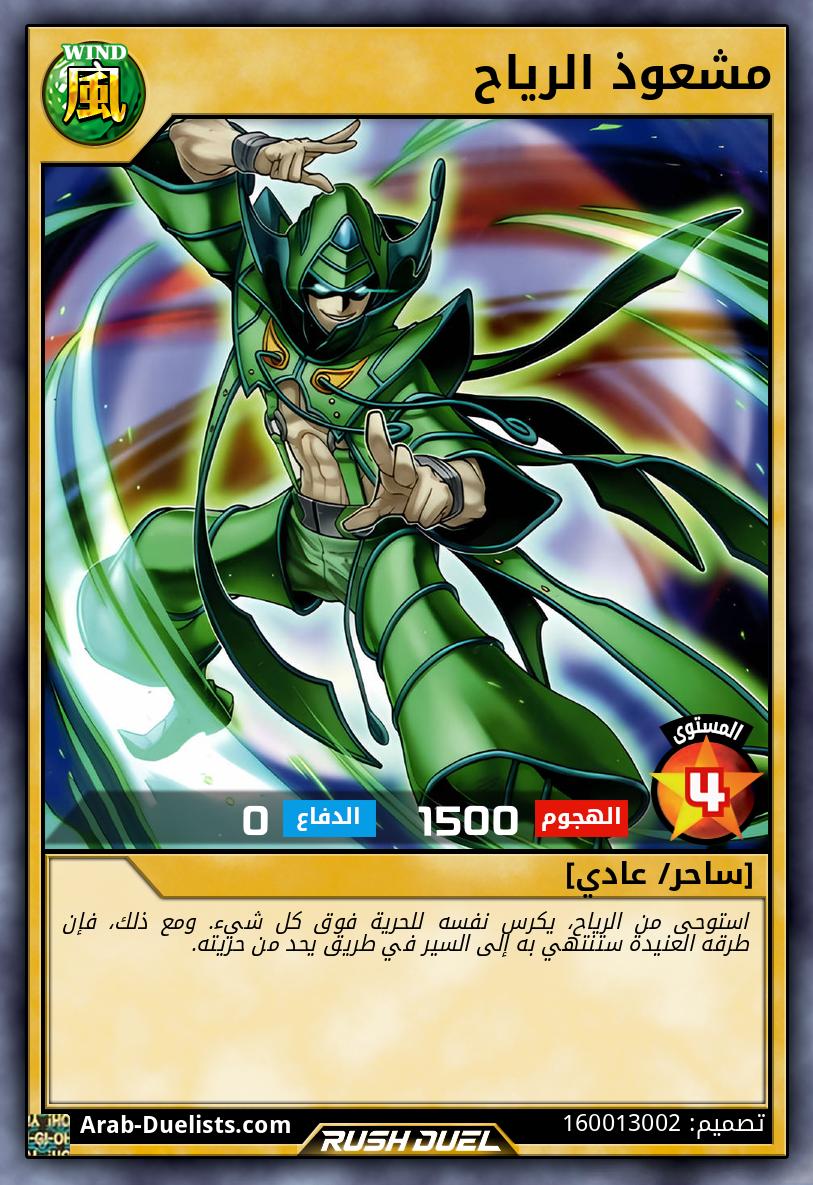 WIND
風
مشعوذ الرياح
المستوى
4
الهجوم 1500 الدفاع 0
[ساحر/ عادي]
استوحى من الرياح، يكرس نفسه للحرية فوق كل شيء. ومع ذلك، فإن
طرقه العنيدة ستنتهي به إلى السير في طريق يحد من حريته.
تصميم: 160013002
RUSH DUEL
Arab-Duelists.com